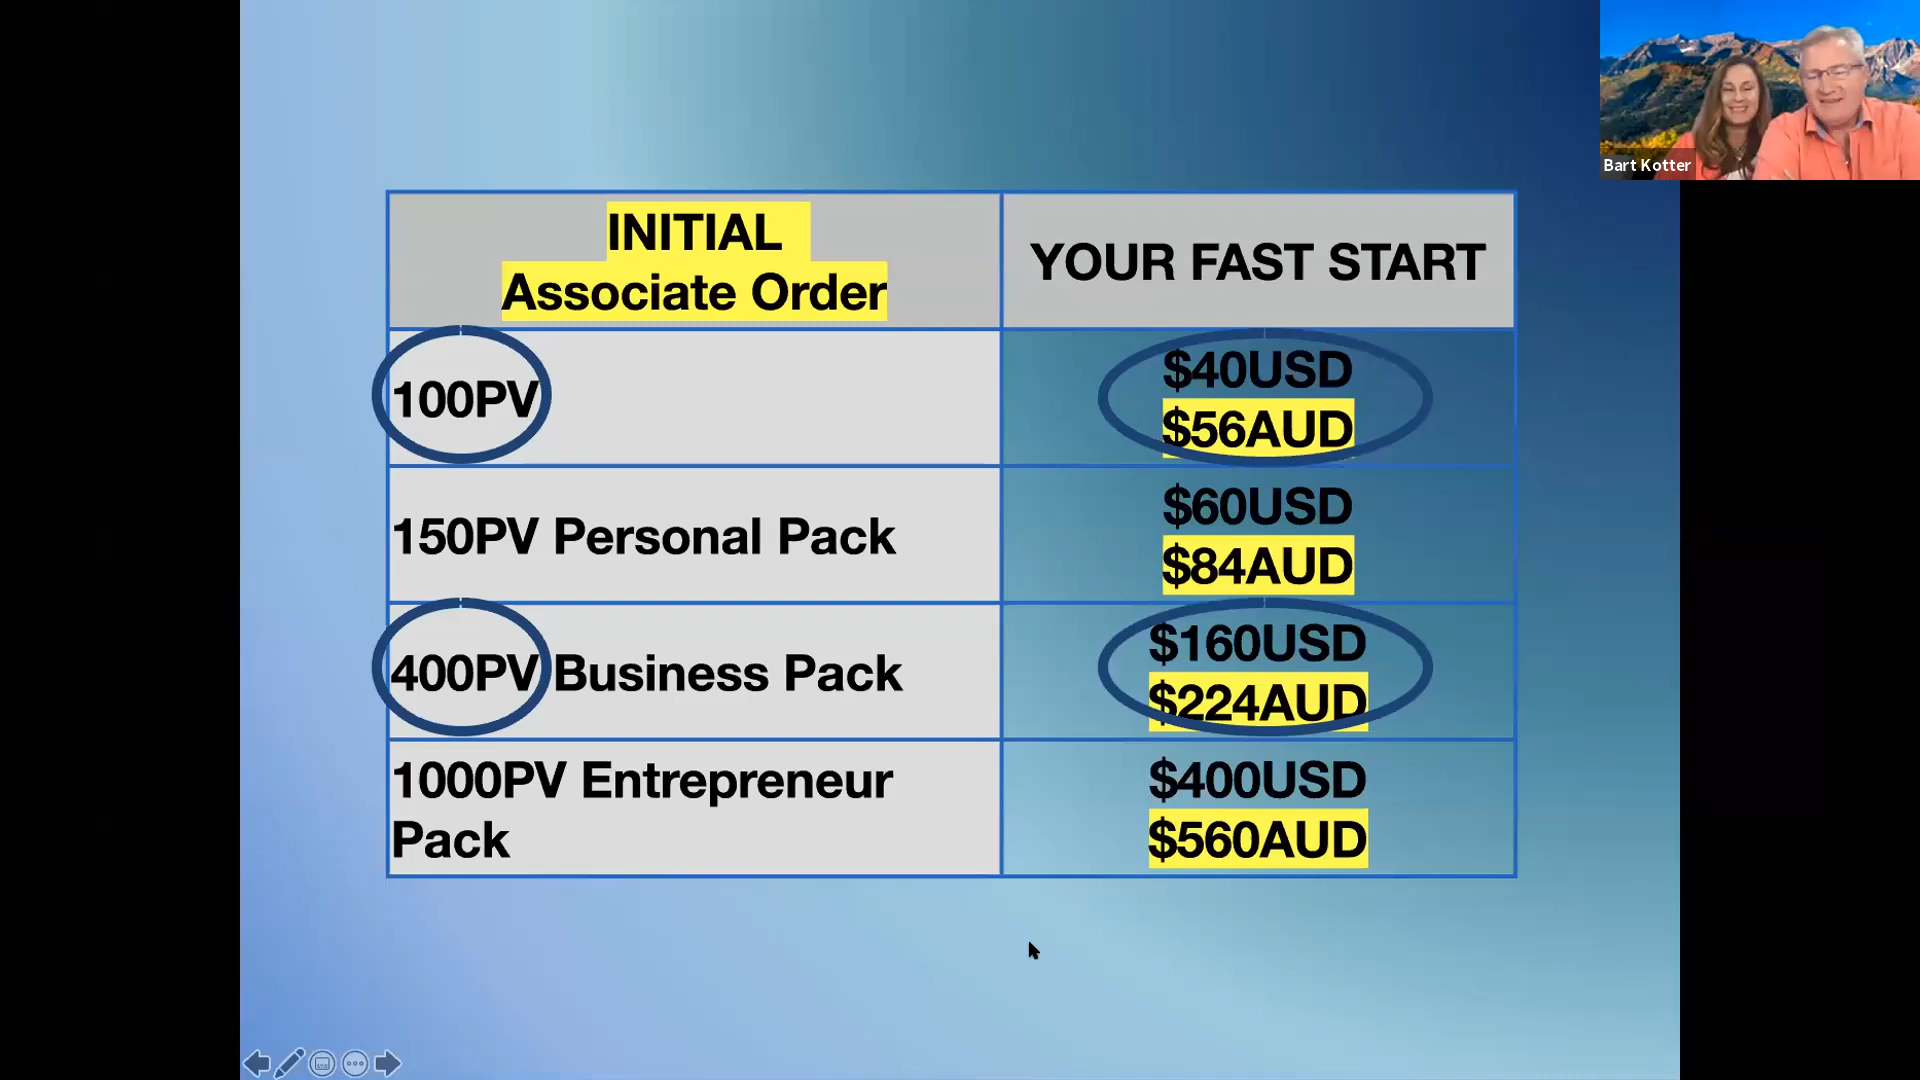 Bart Kotter
INITIAL
Associate Order
YOUR FAST START
100PV
$40USD
$56AUD
150PV Personal Pack
$60USD
$84AUD
400PV Business Pack
$160USD
$224AUD
1000PV Entrepreneur
Pack
$400USD
$560AUD